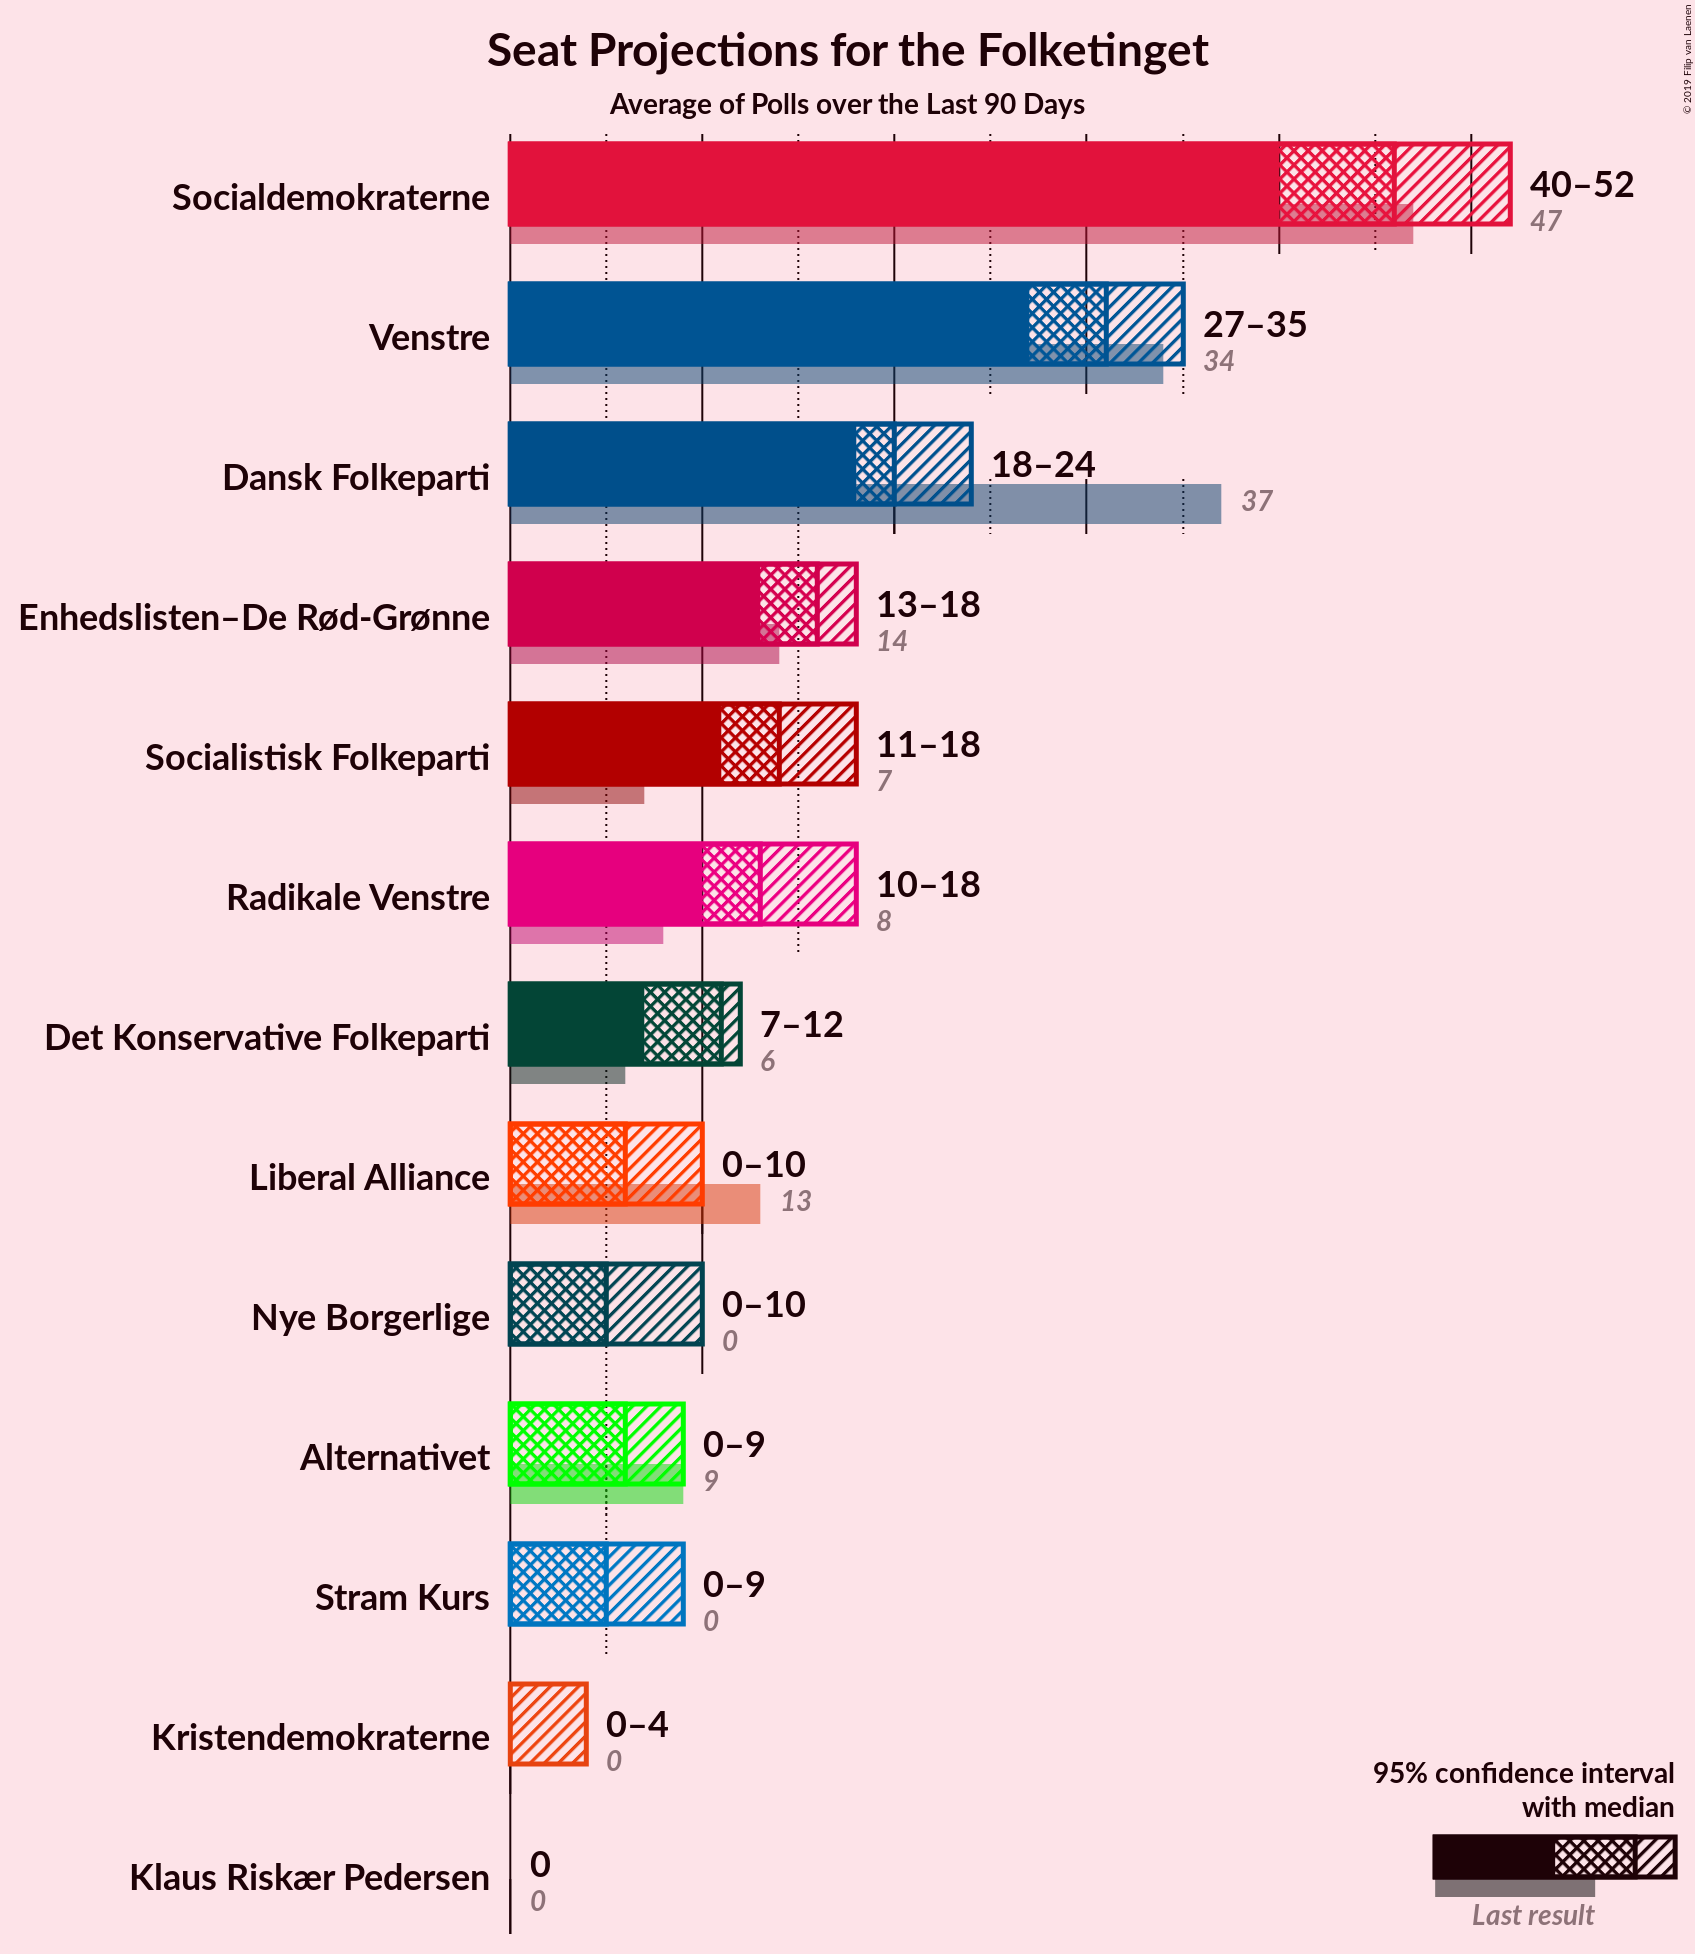 Seat Projections for the Folketinget
Average of Polls over the Last 90 Days
© 2019 Filip van Laenen
Socialdemokraterne
40–52
47
Venstre
27–35
34
Dansk Folkeparti
18–24
37
Enhedslisten–De Rød-Grønne
13–18
14
Socialistisk Folkeparti
11–18
7
Radikale Venstre
10–18
8
Det Konservative Folkeparti
7–12
6
Liberal Alliance
0–10
13
Nye Borgerlige
0–10
0
Alternativet
0–9
9
Stram Kurs
0–9
0
Kristendemokraterne
0–4
0
Klaus Riskær Pedersen
0
0
95% confidence interval
with median
Last result